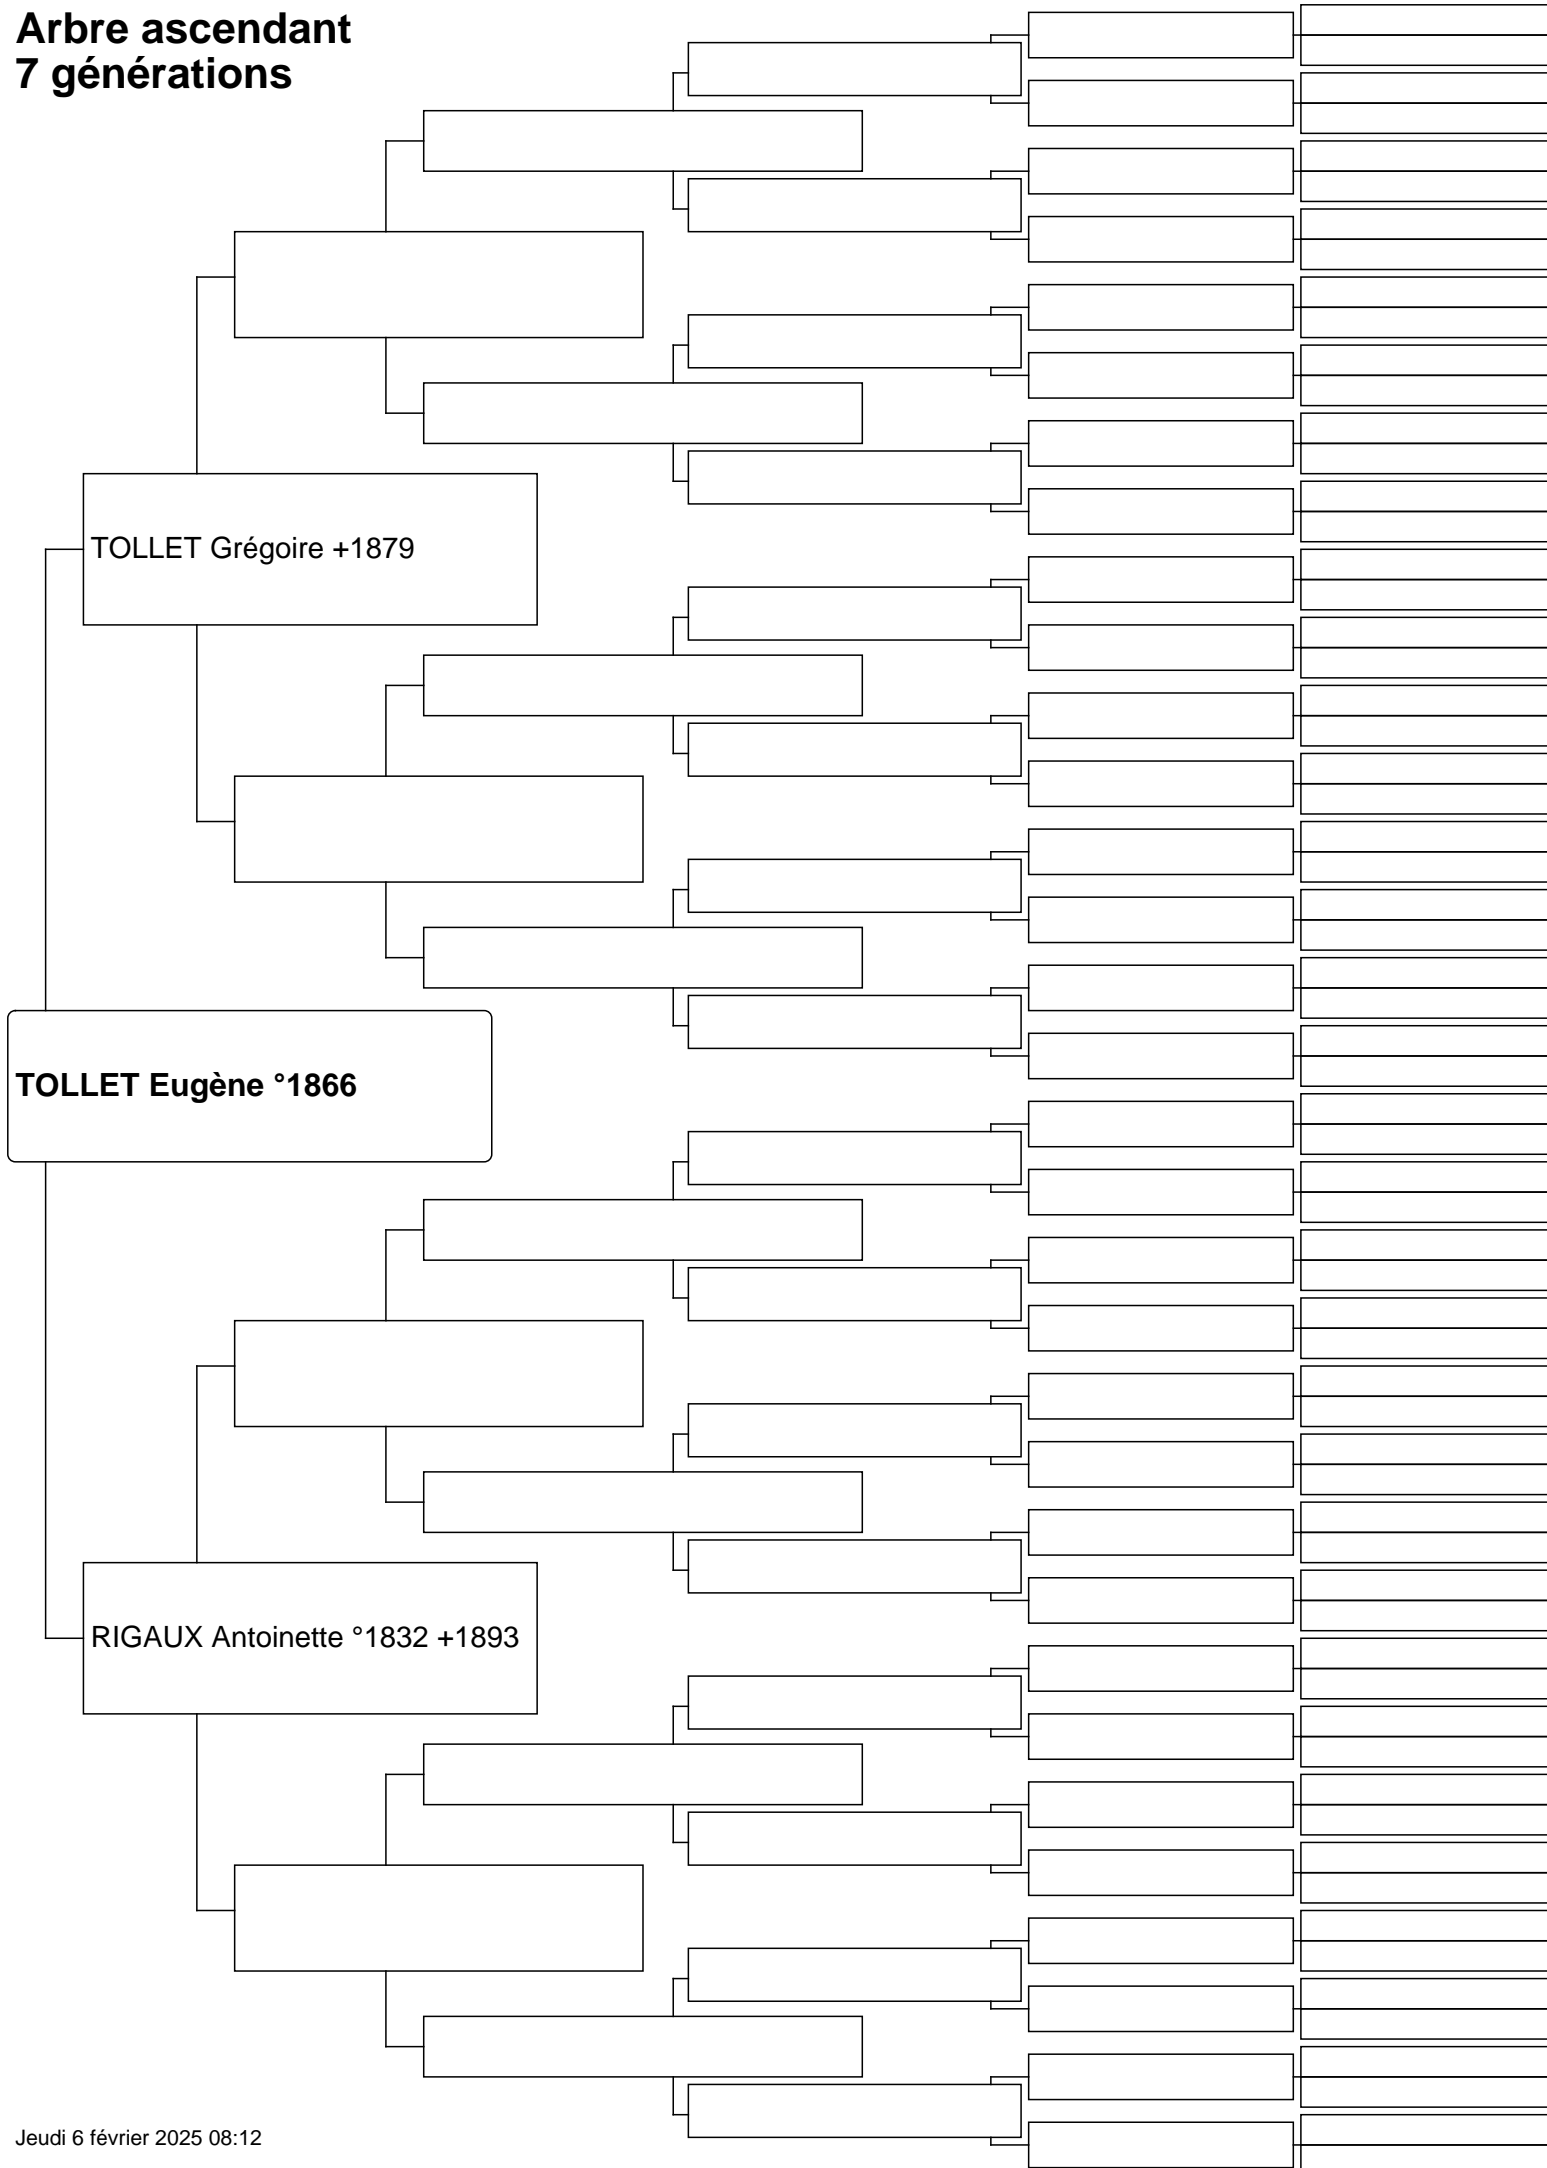 Arbre ascendant
7 générations
TOLLET Grégoire +1879
TOLLET Eugène °1866
RIGAUX Antoinette °1832 +1893
Jeudi 6 février 2025 08:12